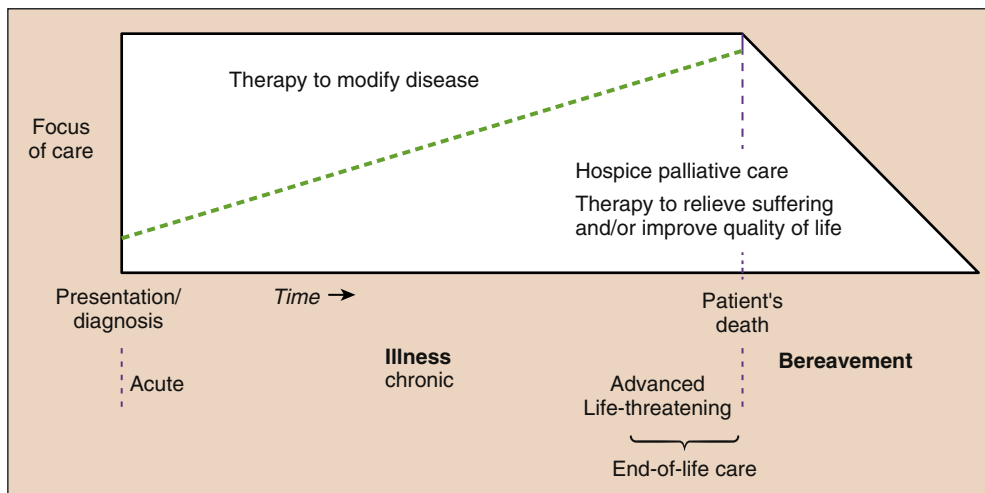 Therapy to modify disease
Focus
of care
Hospice palliative care
Therapy to relieve suffering
and/or improve quality of life
Presentation/
diagnosis
Time →
Patient's
death
Acute
Illness
chronic
Bereavement
Advanced
Life-threatening
End-of-life care